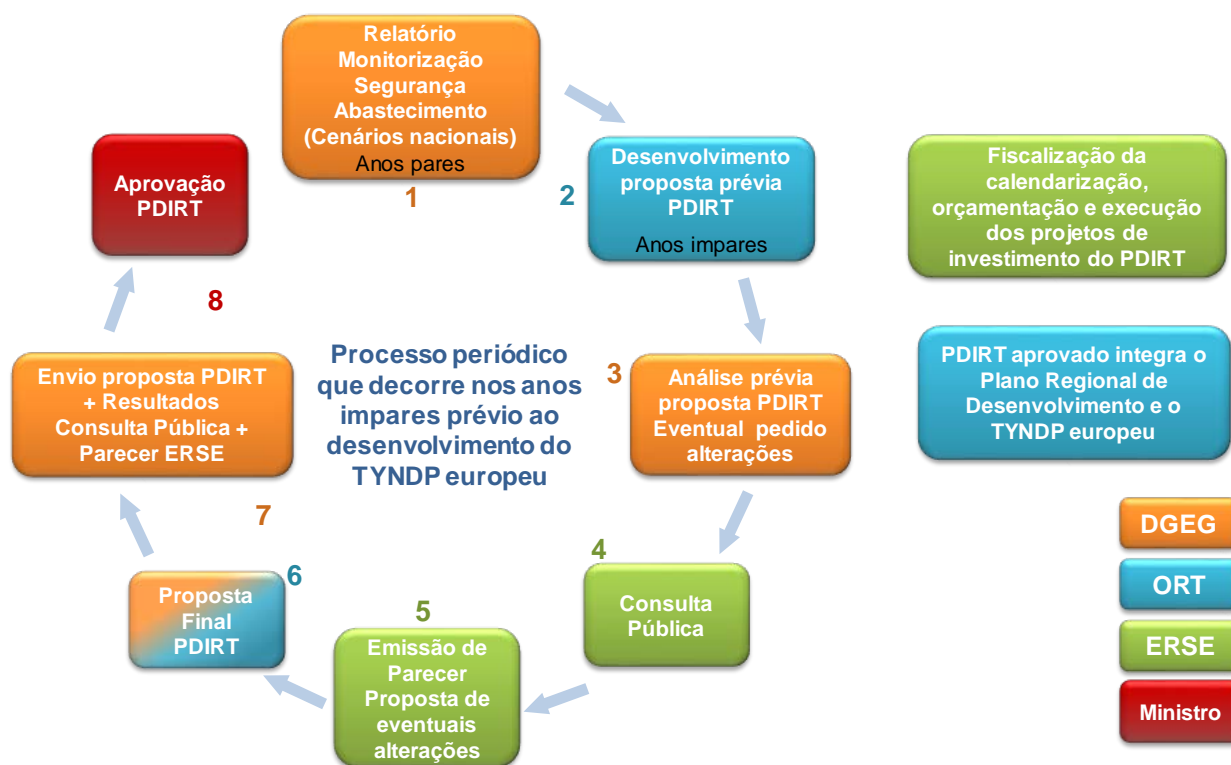 Relatório
Monitorização
Segurança
Abastecimento
(Cenários nacionais)
Anos pares
1
2
Desenvolvimento
proposta prévia
PDIRT
Anos impares
3
Análise prévia
proposta PDIRT
Eventual pedido
alterações
4
Consulta
Pública
5
Emissão de
Parecer
Proposta de
eventuais
alterações
6
Proposta
Final
PDIRT
7
Envio proposta PDIRT
+ Resultados
Consulta Pública +
Parecer ERSE
8
Aprovação
PDIRT
Processo periódico
que decorre nos anos
impares prévio ao
desenvolvimento do
TYNDP europeu
Fiscalização da
calendarização,
orçamentação e execução
dos projetos de
investimento do PDIRT
PDIRT aprovado integra o
Plano Regional de
Desenvolvimento e o
TYNDP europeu
DGEG
ORT
ERSE
Ministro